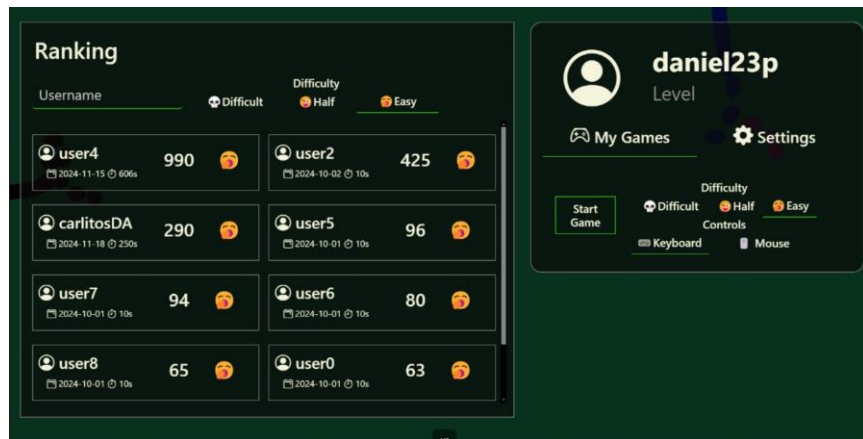 Ranking
Username
Difficulty
Difficult Half Easy
user4 990
2024-11-15 606s
user2 425
2024-10-02 10s
carlitosDA 290
2024-11-18 250s
user5 96
2024-10-01 10s
user7 94
2024-10-01 10s
user6 80
2024-10-01 10s
user8 65
2024-10-01 10s
user0 63
2024-10-01 10s
daniel23p
Level
My Games Settings
Start
Game
Difficulty
Difficult Half Easy
Controls
Keyboard Mouse